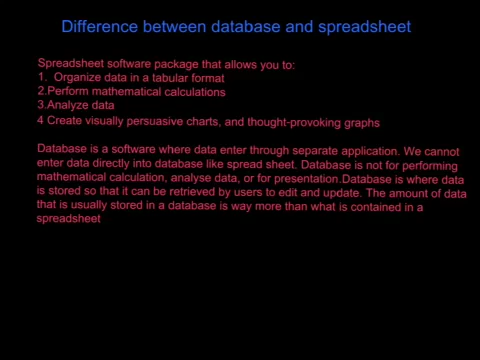 Difference between database and spreadsheet
Spreadsheet software package that allows you to:
1. Organize data in a tabular format
2.Perform mathematical calculations
3.Analyze data
4 Create visually persuasive charts, and thought-provoking graphs
Database is a software where data enter through separate application. We cannot
enter data directly into database like spread sheet. Database is not for performing
mathematical calculation, analyse data, or for presentation.Database is where data
is stored so that it can be retrieved by users to edit and update. The amount of data
that is usually stored in a database is way more than what is contained in a
spreadsheet